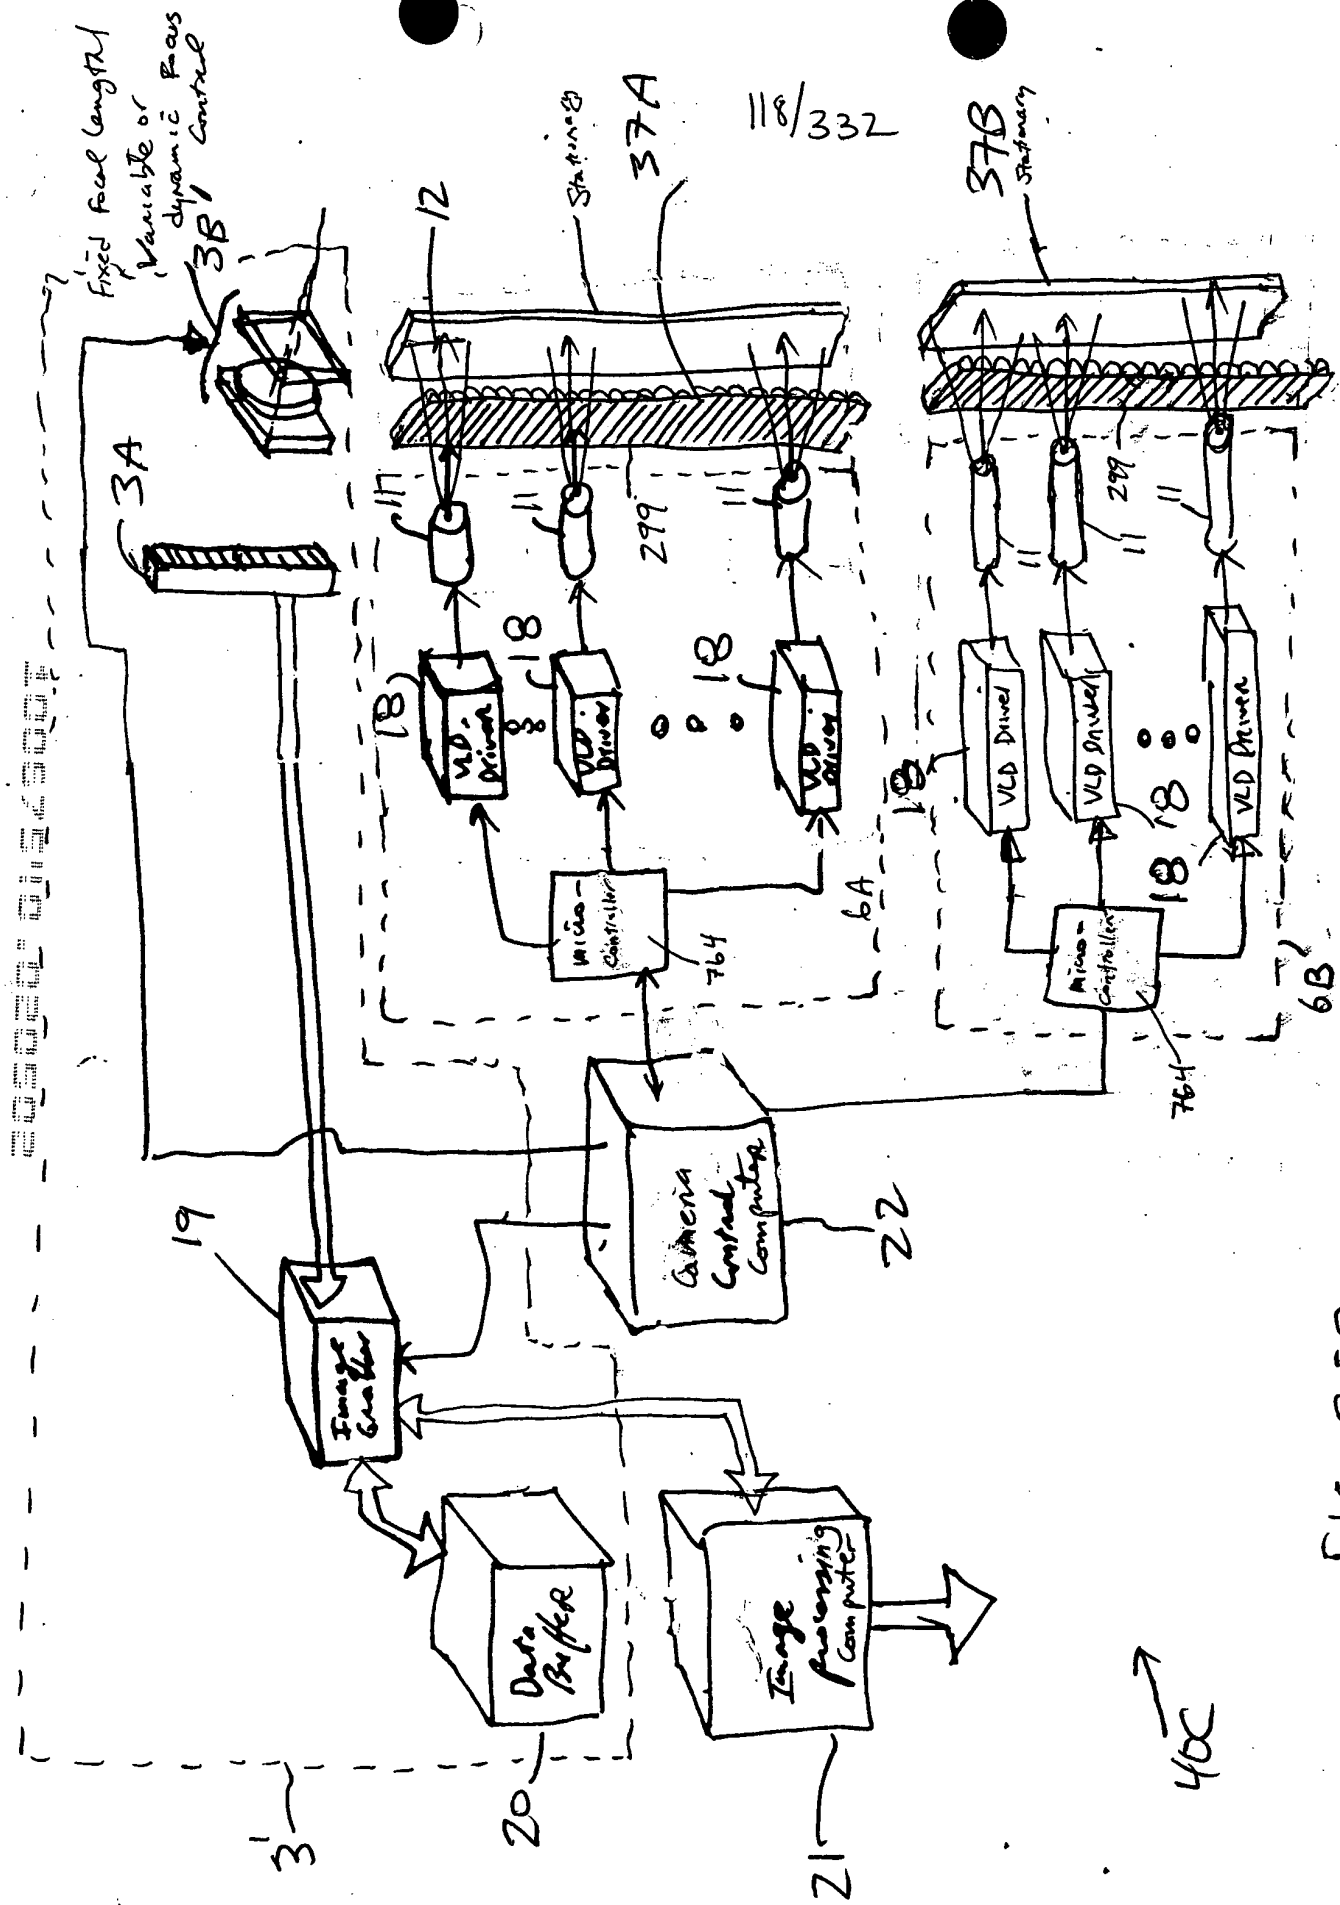 Fixed Focal Length/
Variable or
dynamic Focus
Control
3B'
3A
118/332
12
Stationary
37A
37B
Stationary
11
11
11
299
18
VLD
Driver
18
VLD
Driver
18
VLD
Driver
micro-
Controller
764
6A
11
11
11
299
18
VLD Driver
18
VLD Driver
18
VLD Driver
micro-
Controller
764
6B
19
Image
Grabber
Camera
Control
Computer
22
Data
Buffer
20
Image
Processing
Computer
21
3'
40C